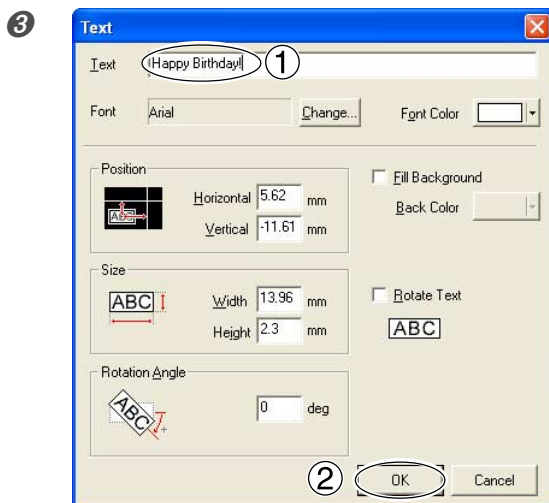 3
Text
Text Happy Birthday! 1
Font Arial Change... Font Color
Position
ABC
Horizontal 5.62 mm
Vertical -11.61 mm
Fill Background
Back Color
Size
ABC
Width 13.96 mm
Height 2.3 mm
Rotate Text
ABC
Rotation Angle
ABC
0 deg
2 OK Cancel